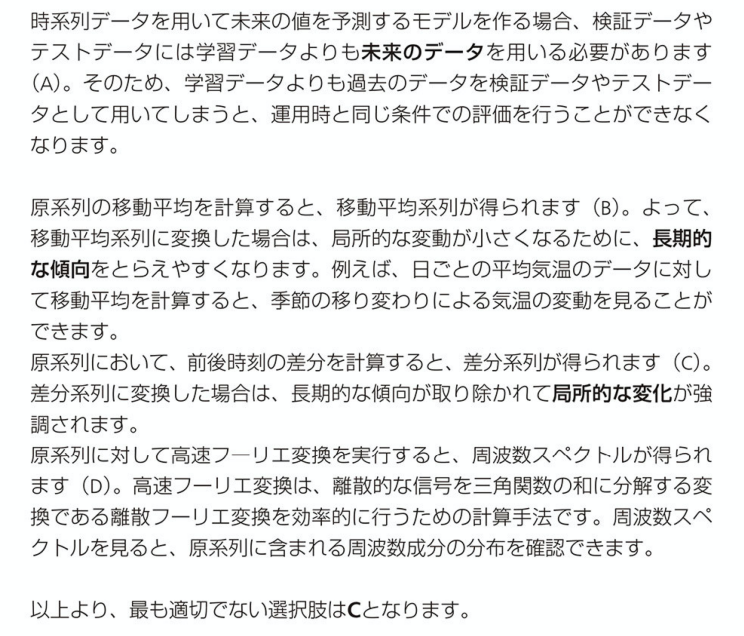 時系列データを用いて未来の値を予測するモデルを作る場合、検証データや
テストデータには学習データよりも未来のデータを用いる必要があります
(A)。そのため、学習データよりも過去のデータを検証データやテストデー
タとして用いてしまうと、運用時と同じ条件での評価を行うことができなく
なります。
原系列の移動平均を計算すると、移動平均系列が得られます（B）。よって、
移動平均系列に変換した場合は、局所的な変動が小さくなるために、長期的
な傾向をとらえやすくなります。例えば、日ごとの平均気温のデータに対し
て移動平均を計算すると、季節の移り変わりによる気温の変動を見ることが
できます。
原系列において、前後時刻の差分を計算すると、差分系列が得られます（C）。
差分系列に変換した場合は、長期的な傾向が取り除かれて局所的な変化が強
調されます。
原系列に対して高速フ―リエ変換を実行すると、周波数スペクトルが得られ
ます（D）。高速フーリエ変換は、離散的な信号を三角関数の和に分解する変
換である離散フーリエ変換を効率的に行うための計算手法です。周波数スペ
クトルを見ると、原系列に含まれる周波数成分の分布を確認できます。
以上より、最も適切でない選択肢はCとなります。